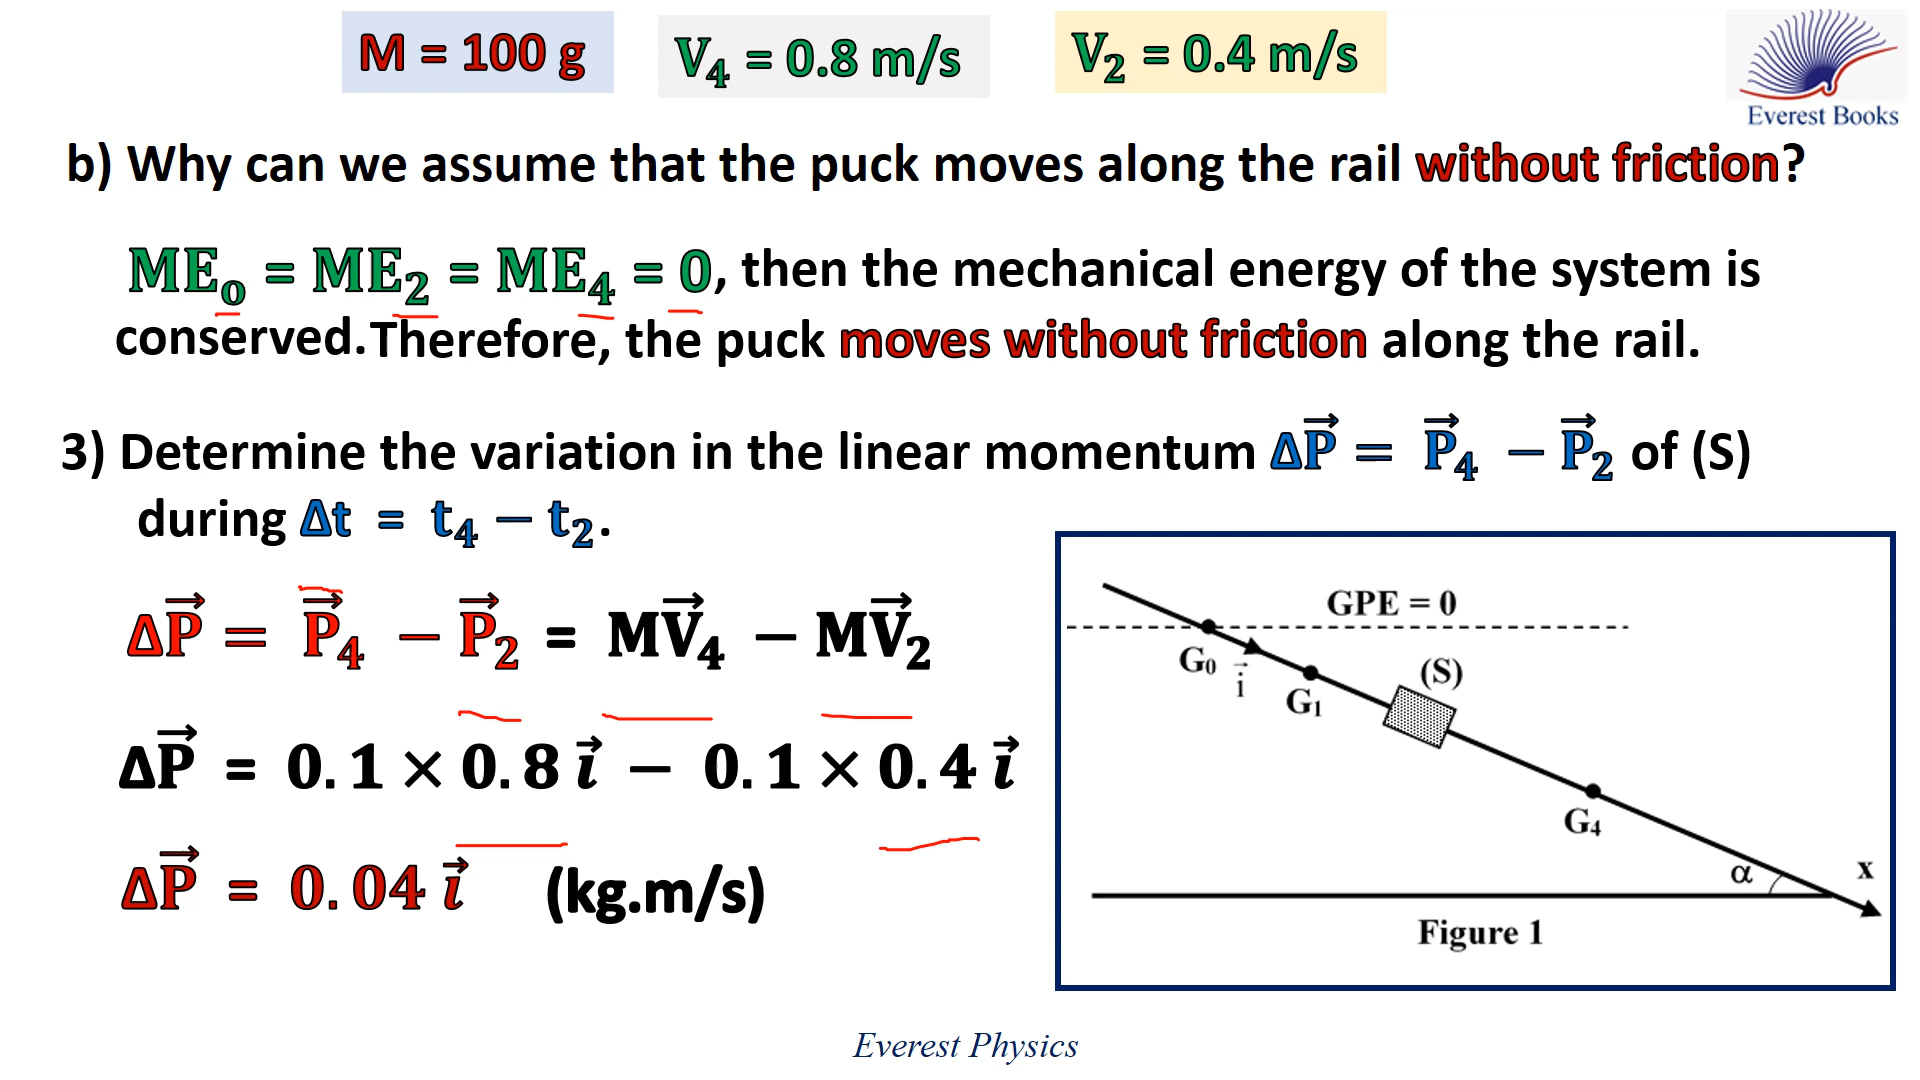 M = 100 g
V₄ = 0.8 m/s
V₂ = 0.4 m/s
Everest Books
b) Why can we assume that the puck moves along the rail without friction?
ME₀ = ME₂ = ME₄ = 0, then the mechanical energy of the system is
conserved. Therefore, the puck moves without friction along the rail.
3) Determine the variation in the linear momentum ΔP⃗ = P⃗₄ − P⃗₂ of (S)
during Δt = t₄ − t₂.
ΔP⃗ = P⃗₄ − P⃗₂ = MV⃗₄ − MV⃗₂
ΔP⃗ = 0.1 × 0.8 i⃗ − 0.1 × 0.4 i⃗
ΔP⃗ = 0.04 i⃗ (kg.m/s)
GPE = 0
G₀
i⃗
G₁
(S)
G₄
α
x
Figure 1
Everest Physics